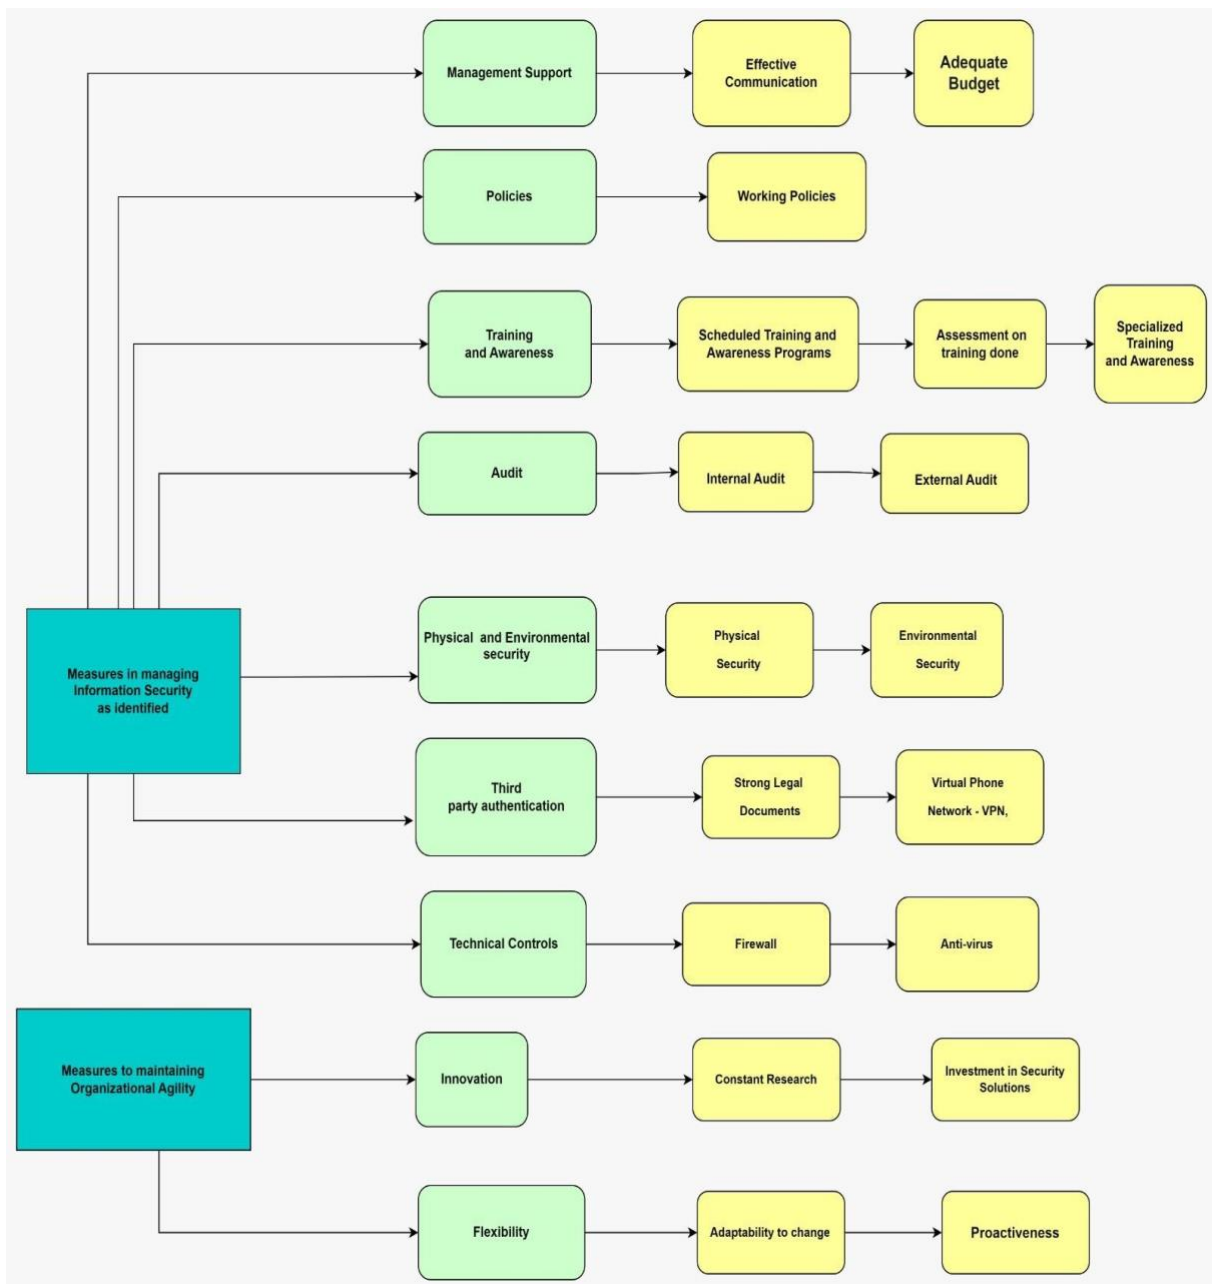 Management Support
Effective
Communication
Adequate
Budget
Policies
Working Policies
Training
and Awareness
Scheduled Training and
Awareness Programs
Assessment on
training done
Specialized
Training
and Awareness
Audit
Internal Audit
External Audit
Measures in managing
Information Security
as identified
Physical and Environmental
security
Physical
Security
Environmental
Security
Third
party authentication
Strong Legal
Documents
Virtual Phone
Network - VPN,
Technical Controls
Firewall
Anti-virus
Measures to maintaining
Organizational Agility
Innovation
Constant Research
Investment in Security
Solutions
Flexibility
Adaptability to change
Proactiveness